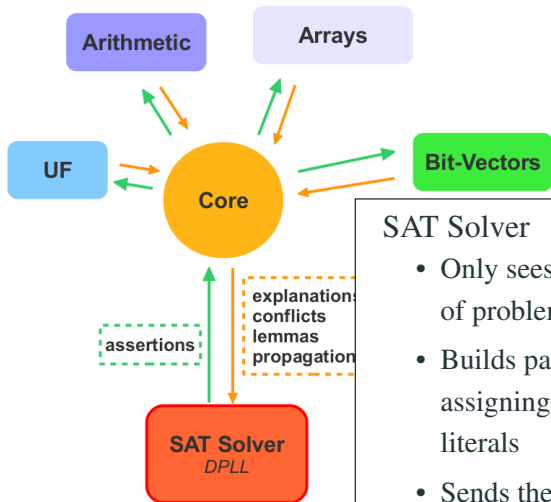 Arithmetic
Arrays
UF
Core
Bit-Vectors
assertions
explanations
conflicts
lemmas
propagation
SAT Solver
DPLL
SAT Solver
• Only sees
of problem
• Builds
assigning
literals
• Sends the